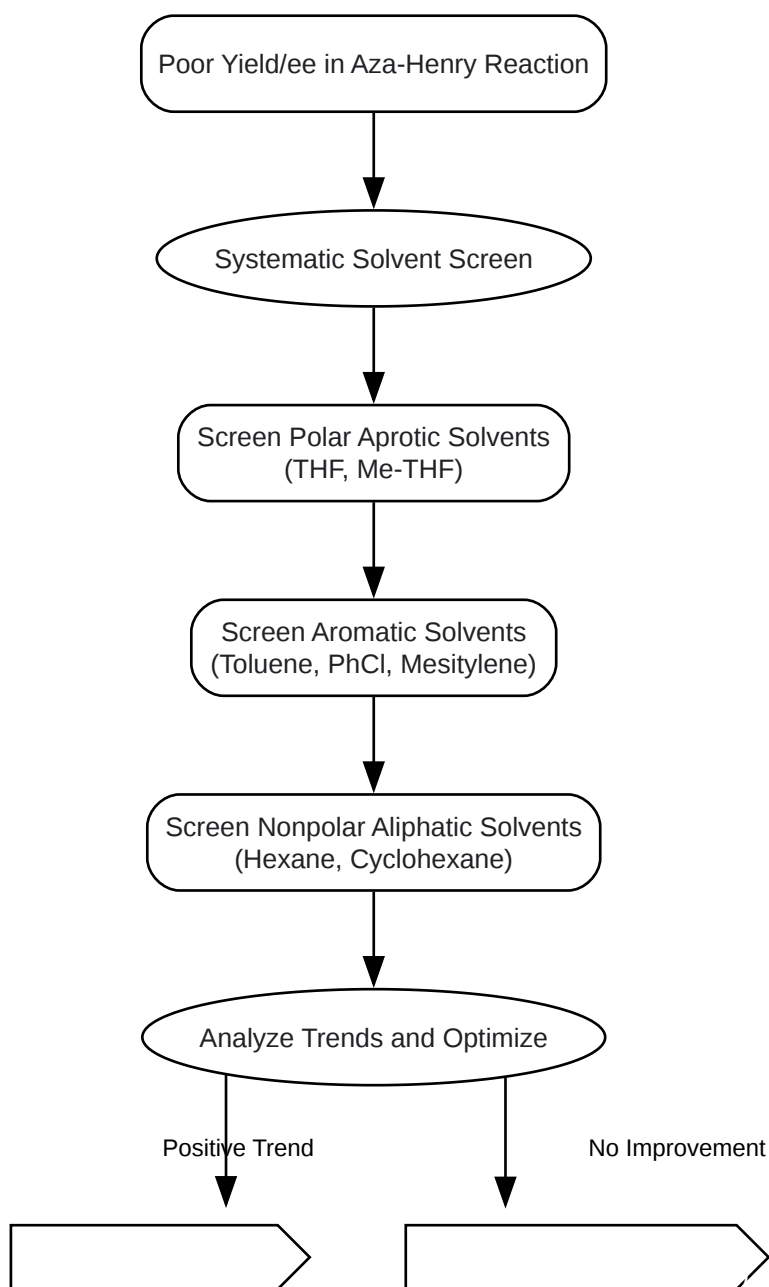 Poor Yield/ee in Aza-Henry Reaction
Systematic Solvent Screen
Screen Polar Aprotic Solvents
(THF, Me-THF)
Screen Aromatic Solvents
(Toluene, PhCl, Mesitylene)
Screen Nonpolar Aliphatic Solvents
(Hexane, Cyclohexane)
Analyze Trends and Optimize
Positive Trend
No Improvement